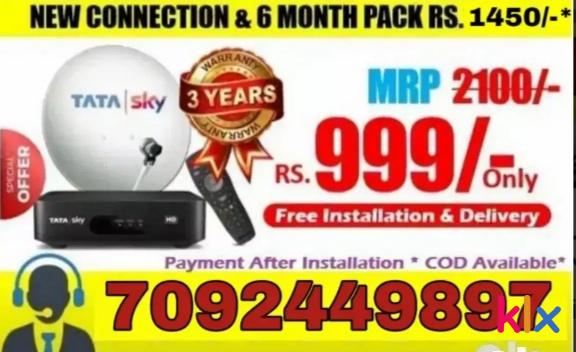 NEW CONNECTION & 6 MONTH PACK RS. 1450/-*
TATA sky
WARRANTY
3 YEARS
WARRANTY
MRP 2100/-
RS. 999/- Only
SPECIAL
OFFER
TATA sky HD
Free Installation & Delivery
Payment After Installation * COD Available*
7092449897
klx